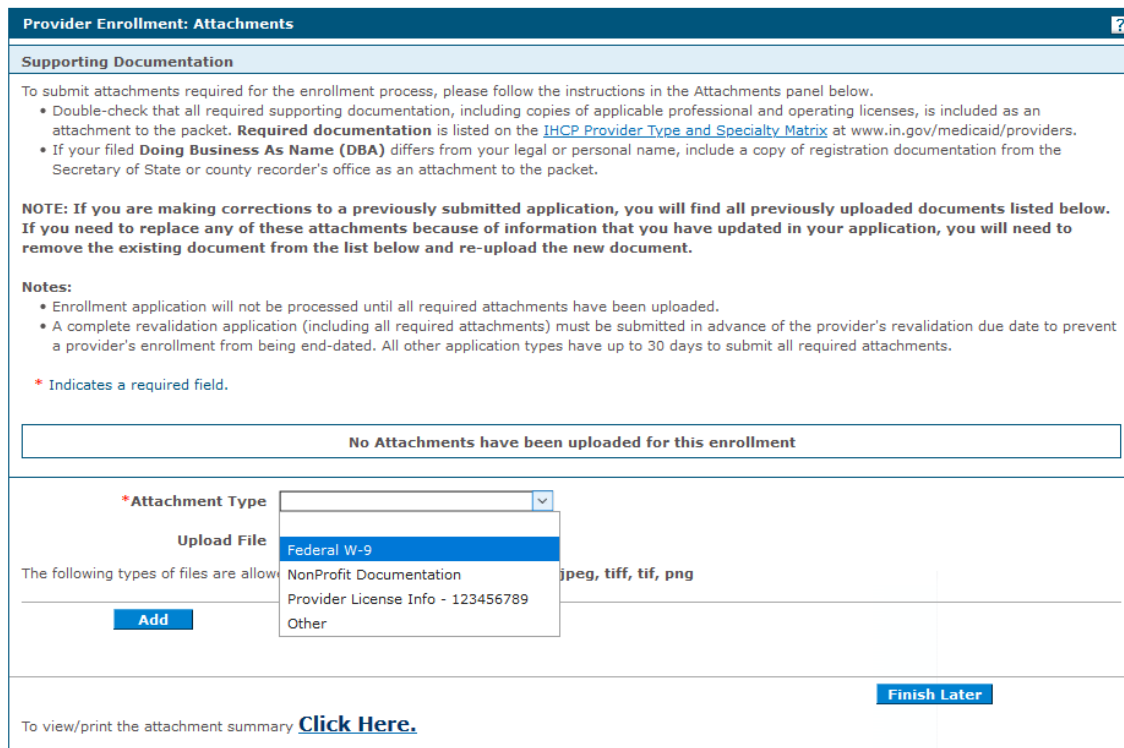 Provider Enrollment: Attachments
?
Supporting Documentation
To submit attachments required for the enrollment process, please follow the instructions in the Attachments panel below.
• Double-check that all required supporting documentation, including copies of applicable professional and operating licenses, is included as an
attachment to the packet. Required documentation is listed on the IHCP Provider Type and Specialty Matrix at www.in.gov/medicaid/providers.
• If your filed Doing Business As Name (DBA) differs from your legal or personal name, include a copy of registration documentation from the
Secretary of State or county recorder's office as an attachment to the packet.
NOTE: If you are making corrections to a previously submitted application, you will find all previously uploaded documents listed below.
If you need to replace any of these attachments because of information that you have updated in your application, you will need to
remove the existing document from the list below and re-upload the new document.
Notes:
• Enrollment application will not be processed until all required attachments have been uploaded.
• A complete revalidation application (including all required attachments) must be submitted in advance of the provider's revalidation due date to prevent
a provider's enrollment from being end-dated. All other application types have up to 30 days to submit all required attachments.
* Indicates a required field.
No Attachments have been uploaded for this enrollment
*Attachment Type
Upload File
Federal W-9
The following types of files are allowe
NonProfit Documentation
jpeg, tiff, tif, png
Provider License Info - 123456789
Add
Other
Finish Later
To view/print the attachment summary Click Here.